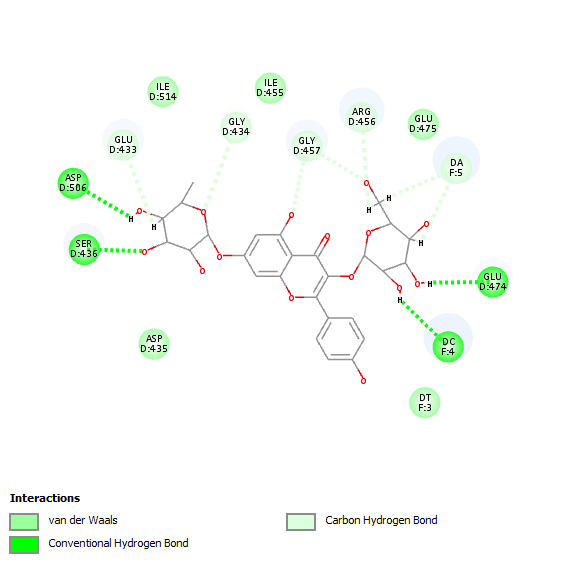 ILE
D:514
ILE
D:455
GLU
D:433
GLY
D:434
GLY
D:457
ARG
D:456
GLU
D:475
DA
F:5
ASP
D:506
SER
D:436
ASP
D:435
GLU
D:474
DC
F:4
DT
F:3
O H
H
O
O
O
O
O
O
O
O
O
O
O
H
H
O
O
H
O H
O
H
Interactions
van der Waals
Conventional Hydrogen Bond
Carbon Hydrogen Bond